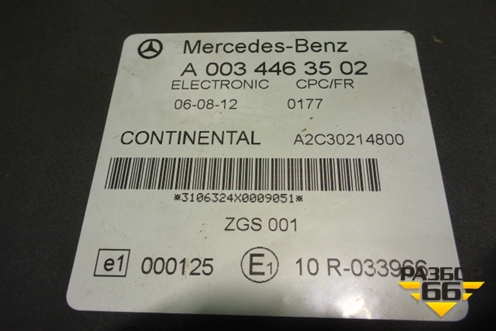 Mercedes-Benz
A 003 446 35 02
ELECTRONIC CPC/FR
06-08-12 0177
CONTINENTAL A2C30214800
*3106324X0009051*
ZGS 001
e1 000125 E1 10 R-033966
РАЗБОР
66